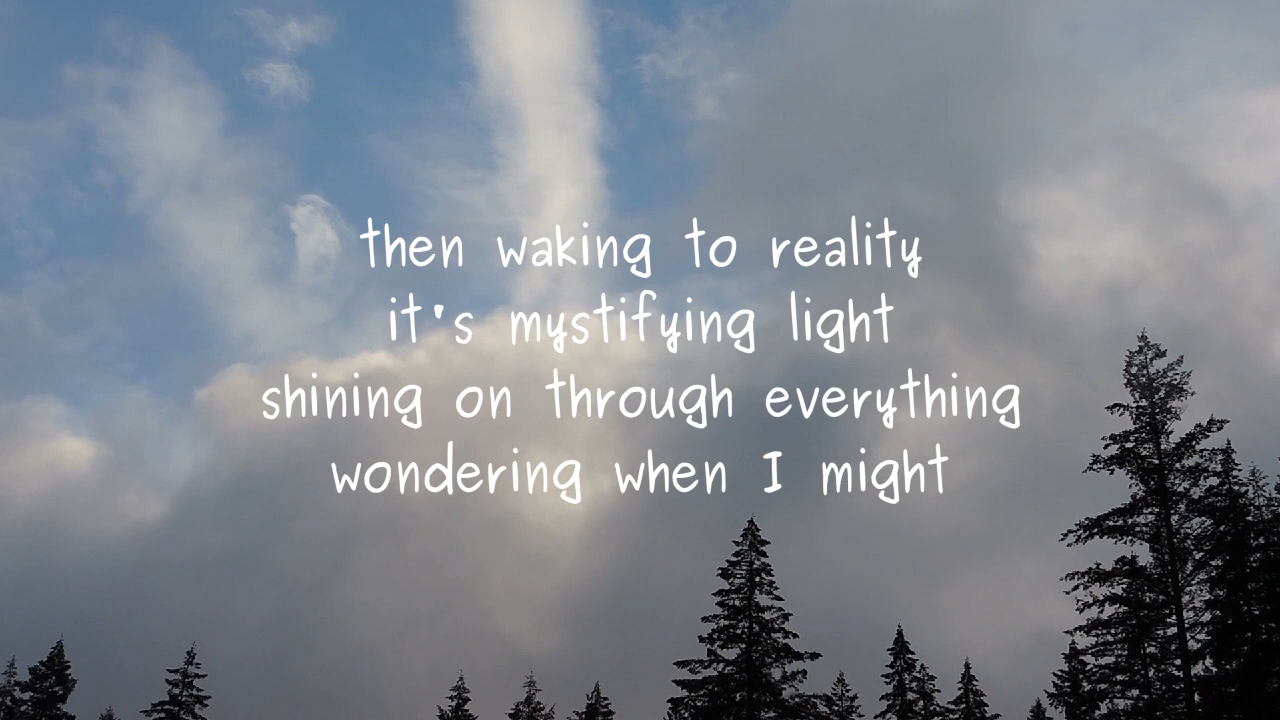 then waking to reality
it's mystifying light
shining on through everything
wondering when I might